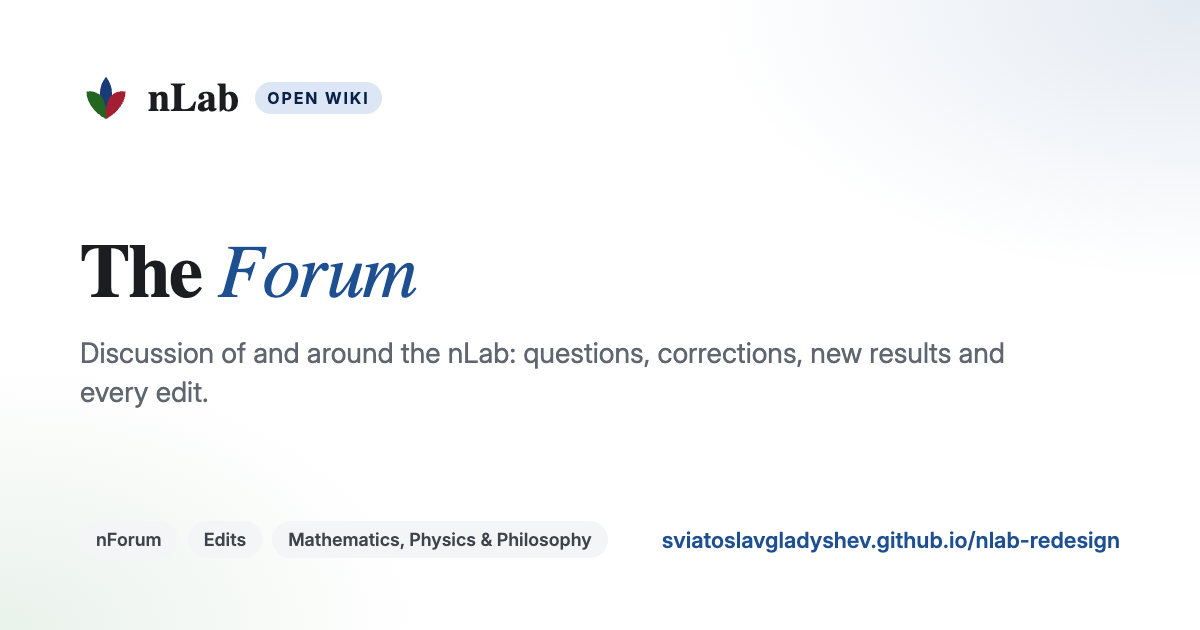 nLab OPEN WIKI
The Forum
Discussion of and around the nLab: questions, corrections, new results and
every edit.
nForum Edits Mathematics, Physics & Philosophy sviatoslavgladyshev.github.io/nlab-redesign